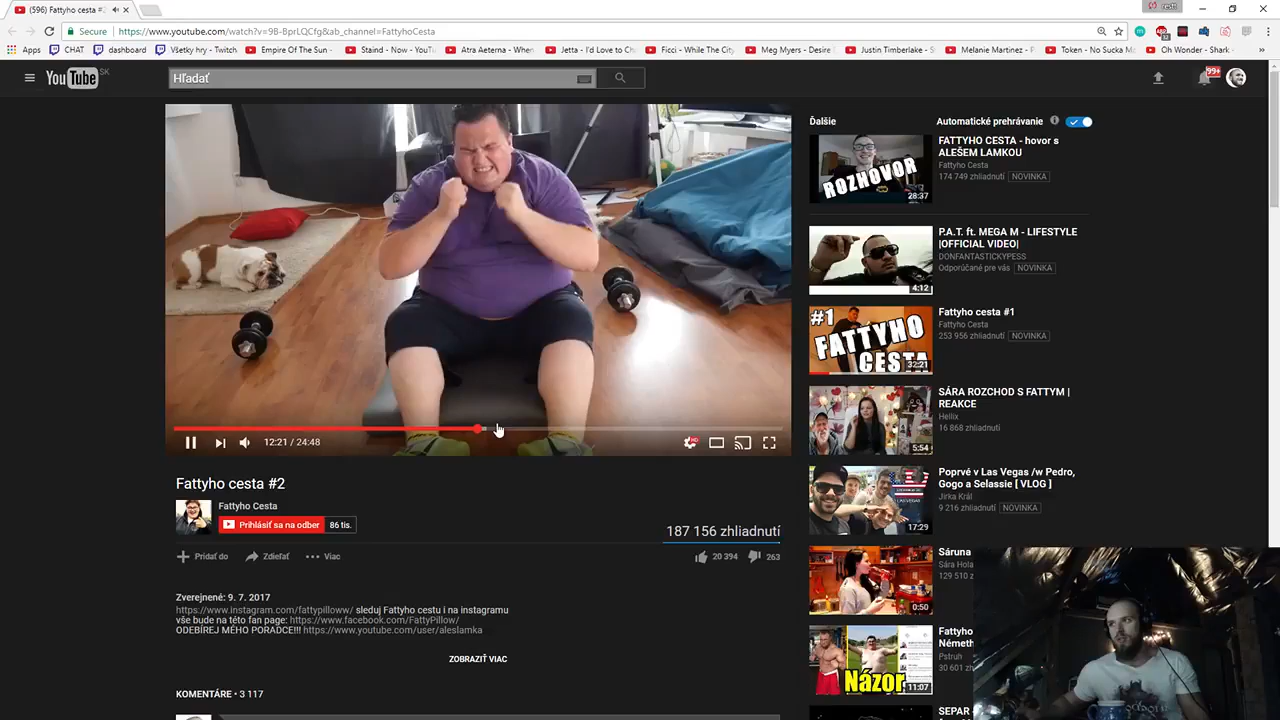 (596) Fattyho cesta #2
restt
Secure
https://www.youtube.com/watch?v=9B-BprLQCfg&ab_channel=FattyhoCesta
Apps
CHAT
dashboard
Všetky hry - Twitch
Empire Of The Sun -
Staind - Now - YouTu
Atra Aeterna - When
Jetta - I'd Love to Ch
Ficci - While The City
Meg Myers - Desire
Justin Timberlake -
Melanie Martinez - P
Token - No Sucka M
Oh Wonder - Shark
YouTube SK
Hľadať
99+
12:21 / 24:48
HD
Fattyho cesta #2
Fattyho Cesta
Prihlásiť sa na odber
86 tis.
187 156 zhliadnutí
Pridať do
Zdieľať
Viac
20 394
263
Zverejnené: 9. 7. 2017
https://www.instagram.com/fattypilloww/ sleduj Fattyho cestu i na instagramu
vše bude na této fan page: https://www.facebook.com/FattyPillow/
ODEBÍREJ MÉHO PORADCE!!! https://www.youtube.com/user/aleslamka
ZOBRAZIŤ VIAC
KOMENTÁRE • 3 117
Ďalšie
Automatické prehrávanie
ROZHOVOR
28:37
FATTYHO CESTA - hovor s
ALEŠEM LAMKOU
Fattyho Cesta
174 749 zhliadnutí
NOVINKA
4:12
P.A.T. ft. MEGA M - LIFESTYLE
|OFFICIAL VIDEO|
DONFASTANTICYPESS
Odporúčané pre vás
NOVINKA
#1
FATTYHO
CESTA
32:21
Fattyho cesta #1
Fattyho Cesta
253 956 zhliadnutí
NOVINKA
5:54
SÁRA ROZCHOD S FATTYM |
REAKCE
Hellix
16 868 zhliadnutí
17:29
Poprvé v Las Vegas /w Pedro,
Gogo a Selassie [ VLOG ]
Jirka Král
9 216 zhliadnutí
NOVINKA
0:50
Sáruna
Sára Hola
129 510 z
Názor
11:07
Fattyho
Németh
Pstruh
30 601 z
SEPAR -